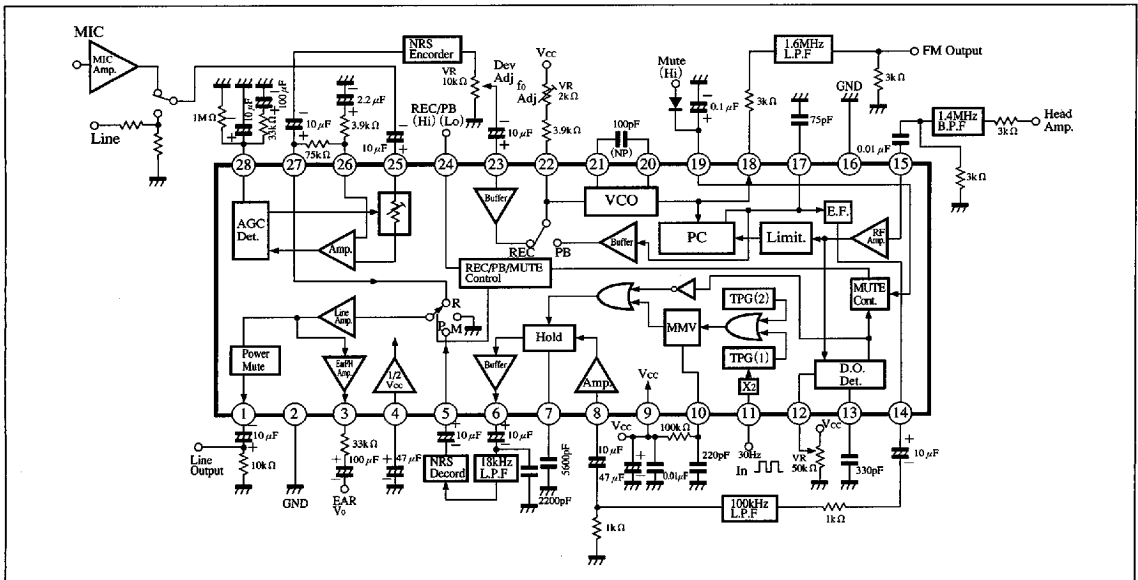 MIC
MIC
Amp.
Line
1MΩ
10μF
33kΩ
100μF
10μF
75kΩ
2.2μF
3.9kΩ
10μF
NRS
Encorder
VR
10kΩ
Dev
Adj
REC/PB
(Hi) (Lo)
10μF
Vcc
fo
Adj
VR
2kΩ
3.9kΩ
100pF
(NP)
Mute
(Hi)
0.1μF
3kΩ
1.6MHz
L.P.F
FM Output
3kΩ
75pF
GND
0.01μF
1.4MHz
B.P.F
3kΩ
Head
Amp.
3kΩ
28
27
26
25
24
23
22
21
20
19
18
17
16
15
AGC
Det.
Amp.
Buffer
REC
PB
VCO
Buffer
PC
Limit.
E.F.
RF
Amp.
REC/PB/MUTE
Control
MUTE
Cont.
Line
Amp.
R
P
M
Power
Mute
EarPH
Amp.
1/2
Vcc
Buffer
Hold
Amp.
MMV
TPG(2)
TPG(1)
X2
D.O.
Det.
1
2
3
4
5
6
7
8
9
10
11
12
13
14
Line Output
10μF
10kΩ
GND
33kΩ
100μF
EAR
Vo
47μF
10μF
NRS
Decord
10μF
18kHz
L.P.F
2200pF
5600pF
10μF
1kΩ
Vcc
Vcc
47μF
0.01μF
100kΩ
220pF
30Hz
In
VR
50kΩ
Vcc
330pF
10μF
100kHz
L.P.F
1kΩ